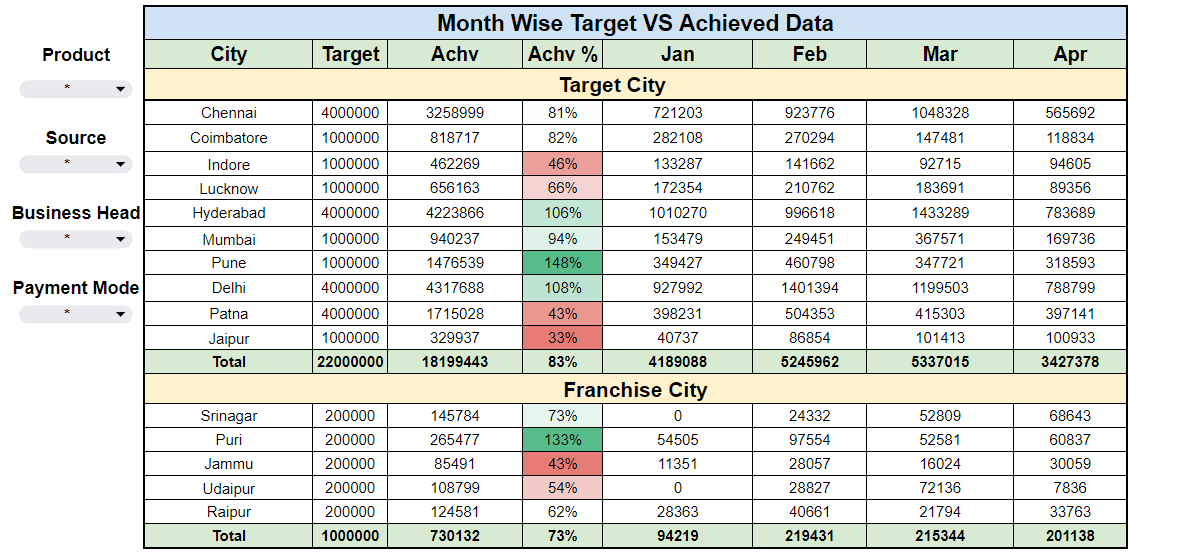 Month Wise Target VS Achieved Data
Product
City Target Achv Achv % Jan Feb Mar Apr
*
Target City
Chennai 4000000 3258999 81% 721203 923776 1048328 565692
Source
Coimbatore 1000000 818717 82% 282108 270294 147481 118834
*
Indore 1000000 462269 46% 133287 141662 92715 94605
Lucknow 1000000 656163 66% 172354 210762 183691 89356
Business Head
Hyderabad 4000000 4223866 106% 1010270 996618 1433289 783689
*
Mumbai 1000000 940237 94% 153479 249451 367571 169736
Pune 1000000 1476539 148% 349427 460798 347721 318593
Payment Mode
Delhi 4000000 4317688 108% 927992 1401394 1199503 788799
*
Patna 4000000 1715028 43% 398231 504353 415303 397141
Jaipur 1000000 329937 33% 40737 86854 101413 100933
Total 22000000 18199443 83% 4189088 5245962 5337015 3427378
Franchise City
Srinagar 200000 145784 73% 0 24332 52809 68643
Puri 200000 265477 133% 54505 97554 52581 60837
Jammu 200000 85491 43% 11351 28057 16024 30059
Udaipur 200000 108799 54% 0 28827 72136 7836
Raipur 200000 124581 62% 28363 40661 21794 33763
Total 1000000 730132 73% 94219 219431 215344 201138